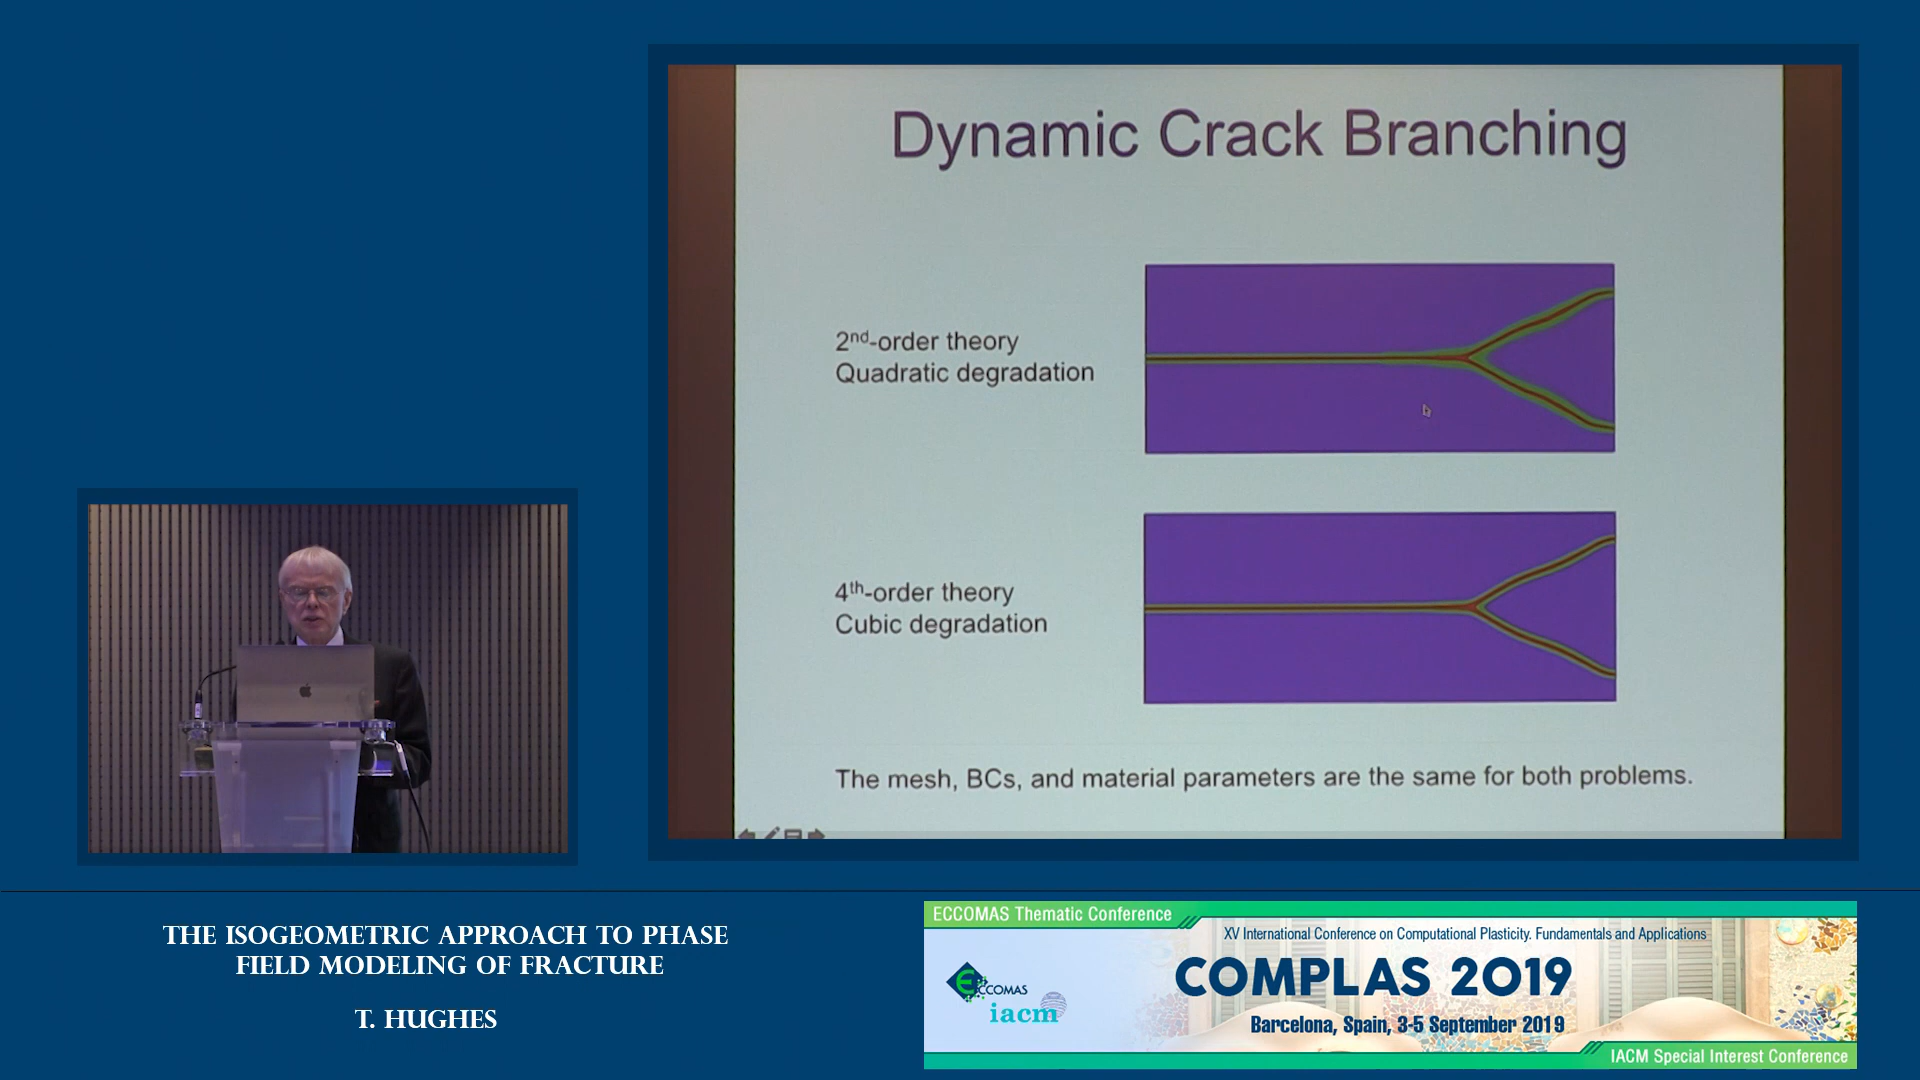 Dynamic Crack Branching
2nd-order theory
Quadratic degradation
4th-order theory
Cubic degradation
The mesh, BCs, and material parameters are the same for both problems.
THE ISOGEOMETRIC APPROACH TO PHASE
FIELD MODELING OF FRACTURE
T. HUGHES
ECCOMAS Thematic Conference
XV International Conference on Computational Plasticity. Fundamentals and Applications
ECCOMAS
iacm
COMPLAS 2019
Barcelona, Spain, 3-5 September 2019
IACM Special Interest Conference